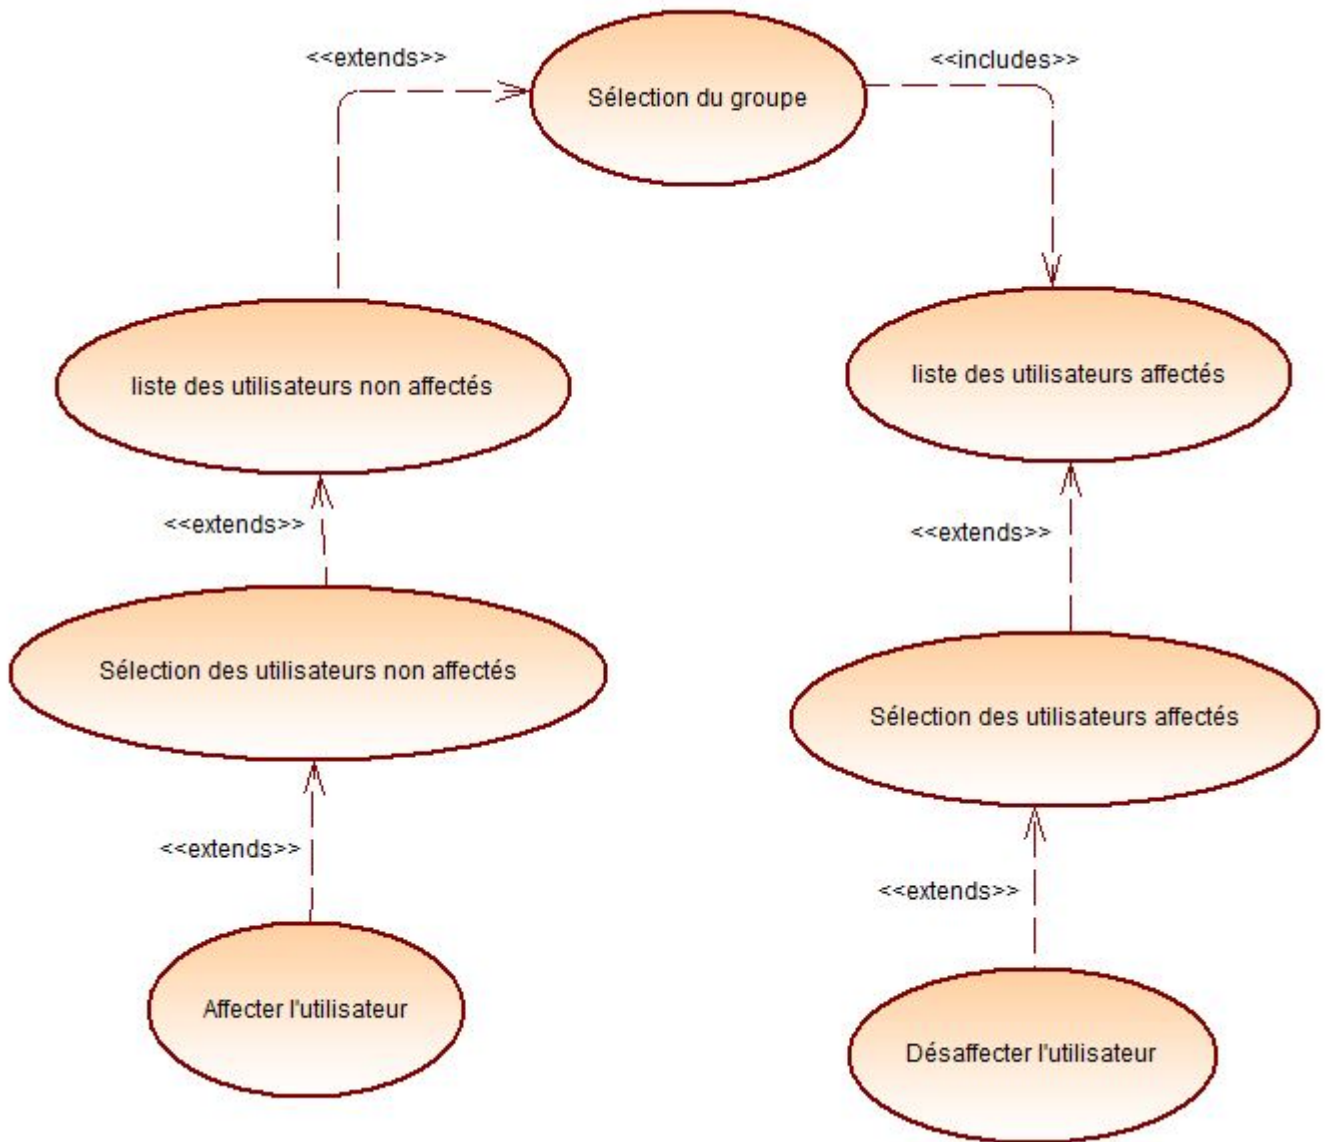 <<extends>>
<<includes>>
Sélection du groupe
liste des utilisateurs non affectés
liste des utilisateurs affectés
<<extends>>
<<extends>>
Sélection des utilisateurs non affectés
Sélection des utilisateurs affectés
<<extends>>
<<extends>>
Affecter l'utilisateur
Désaffecter l'utilisateur